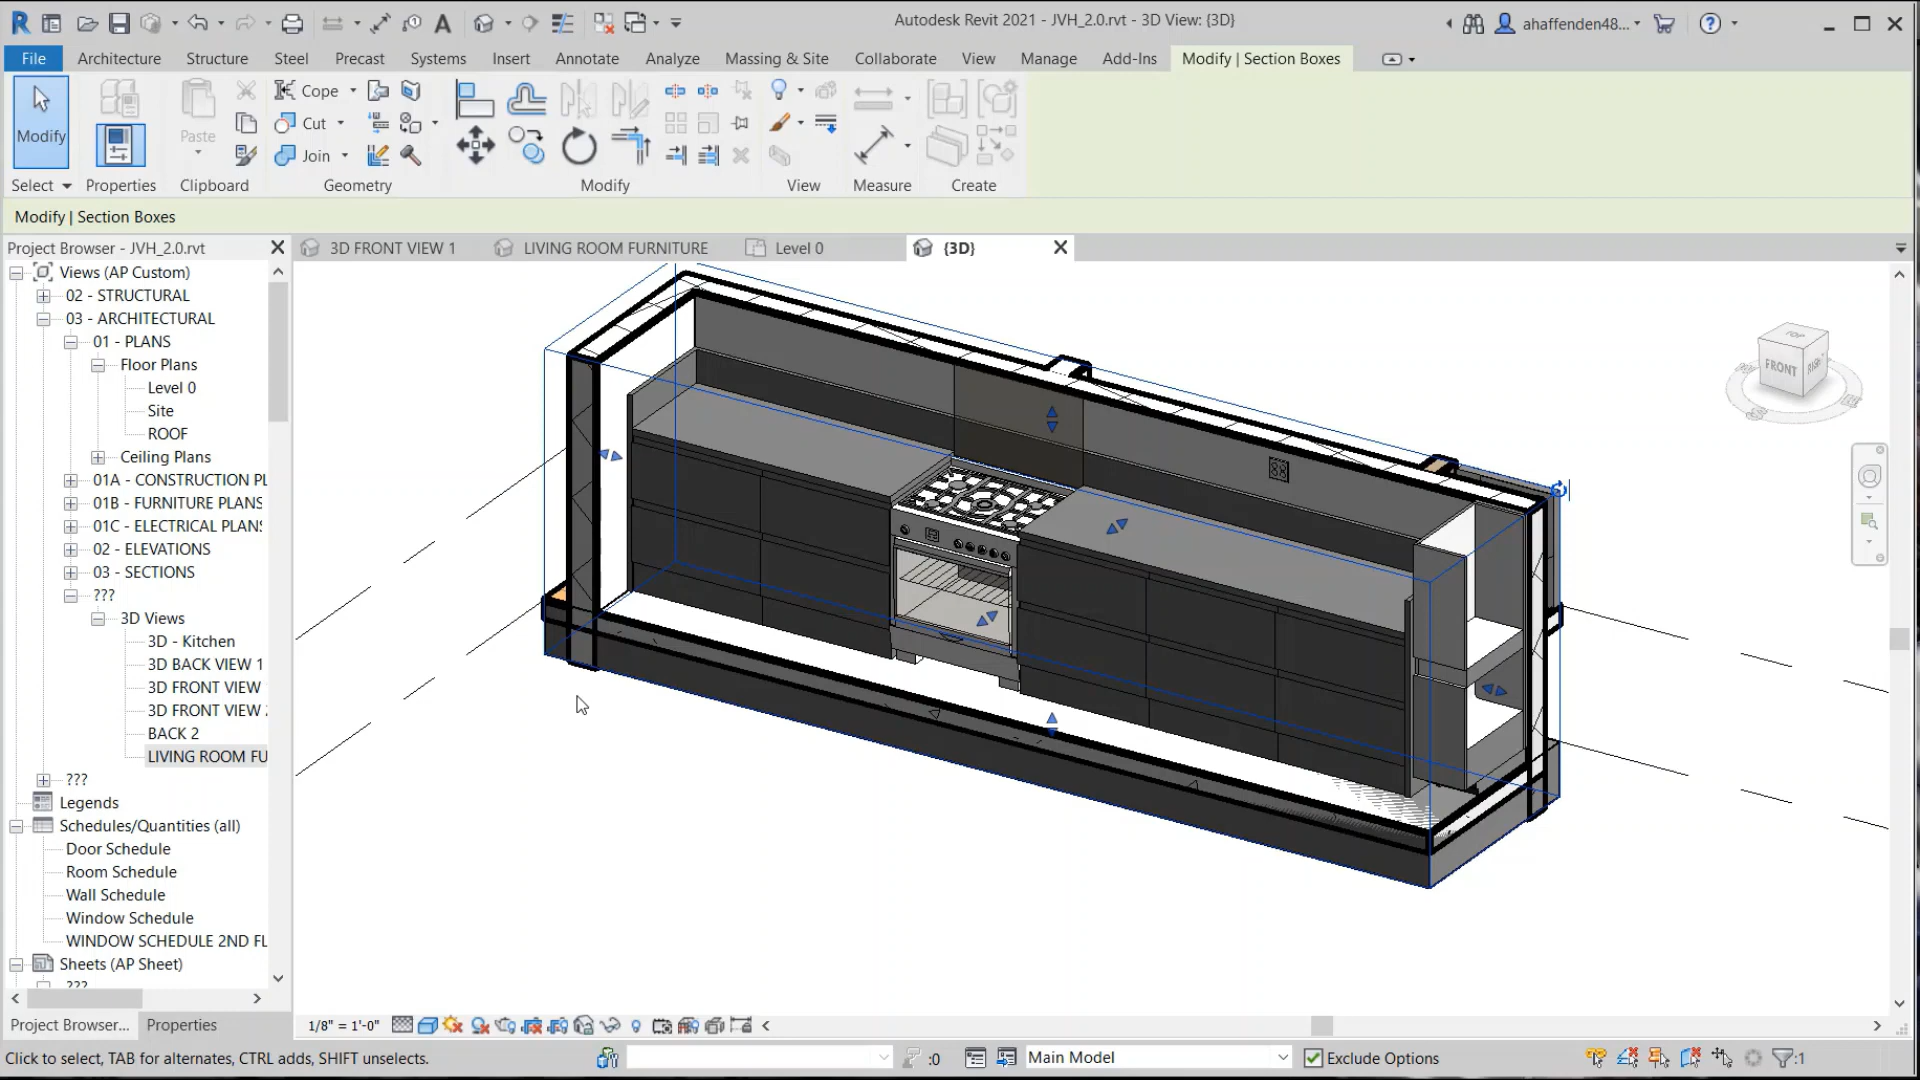 Autodesk Revit 2021 - JVH_2.0.rvt - 3D View: {3D}
ahaffenden48...
File Architecture Structure Steel Precast Systems Insert Annotate Analyze Massing & Site Collaborate View Manage Add-Ins Modify | Section Boxes
Modify
Paste
Cope
Cut
Join
Select Properties Clipboard Geometry Modify View Measure Create
Modify | Section Boxes
Project Browser - JVH_2.0.rvt
3D FRONT VIEW 1 LIVING ROOM FURNITURE Level 0 {3D}
Views (AP Custom)
02 - STRUCTURAL
03 - ARCHITECTURAL
01 - PLANS
Floor Plans
Level 0
Site
ROOF
Ceiling Plans
01A - CONSTRUCTION PL
01B - FURNITURE PLANS
01C - ELECTRICAL PLANS
02 - ELEVATIONS
03 - SECTIONS
???
3D Views
3D - Kitchen
3D BACK VIEW 1
3D FRONT VIEW
3D FRONT VIEW 2
BACK 2
LIVING ROOM FU
???
Legends
Schedules/Quantities (all)
Door Schedule
Room Schedule
Wall Schedule
Window Schedule
WINDOW SCHEDULE 2ND FL
Sheets (AP Sheet)
???
TOP
FRONT
RIGHT
Project Browser... Properties
1/8" = 1'-0"
Click to select, TAB for alternates, CTRL adds, SHIFT unselects.
:0
Main Model
Exclude Options
:1